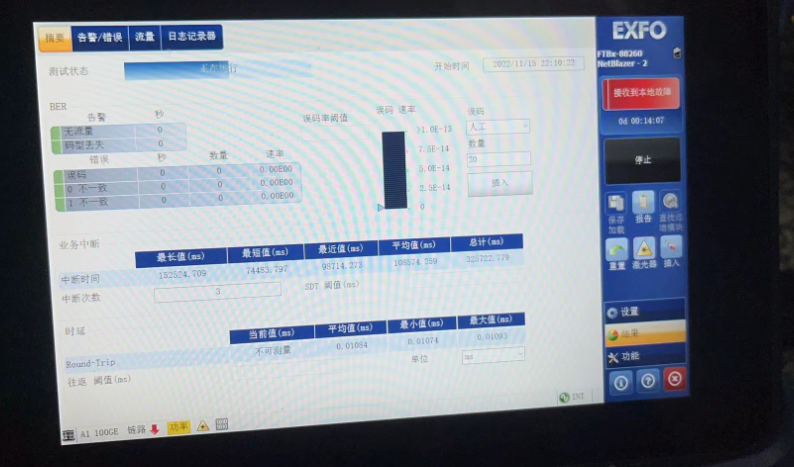 摘要 告警/错误 流量 日志记录器
EXFO
FTBx-88260
NetBlazer - 2
测试状态 正在进行 开始时间 2022/11/15 22:10:22
接收到本地故障
0d 00:14:07
停止
BER
告警 秒
无流量 0
码型丢失 0
错误 秒 数量 速率
误码 0 0 0.00E00
0 不一致 0 0 0.00E00
1 不一致 0 0 0.00E00
误码率阈值
误码 速率
>1.0E-13
7.5E-14
5.0E-14
2.5E-14
0
误码
人工
数量
20
插入
保存 报告
加载
重置 激光器 插入
业务中断
最长值(ms) 最短值(ms) 最近值(ms) 平均值(ms) 总计(ms)
中断时间 152524.709 74483.797 98714.273 108574.259 325722.779
中断次数 3 SDT 阈值(ms)
时延
当前值(ms) 平均值(ms) 最小值(ms) 最大值(ms)
Round-Trip 不可测量 0.01084 0.01074 0.01093
往返 阈值(ms) 单位 ms
设置
结果
功能
INT
A1 100GE 链路 功率